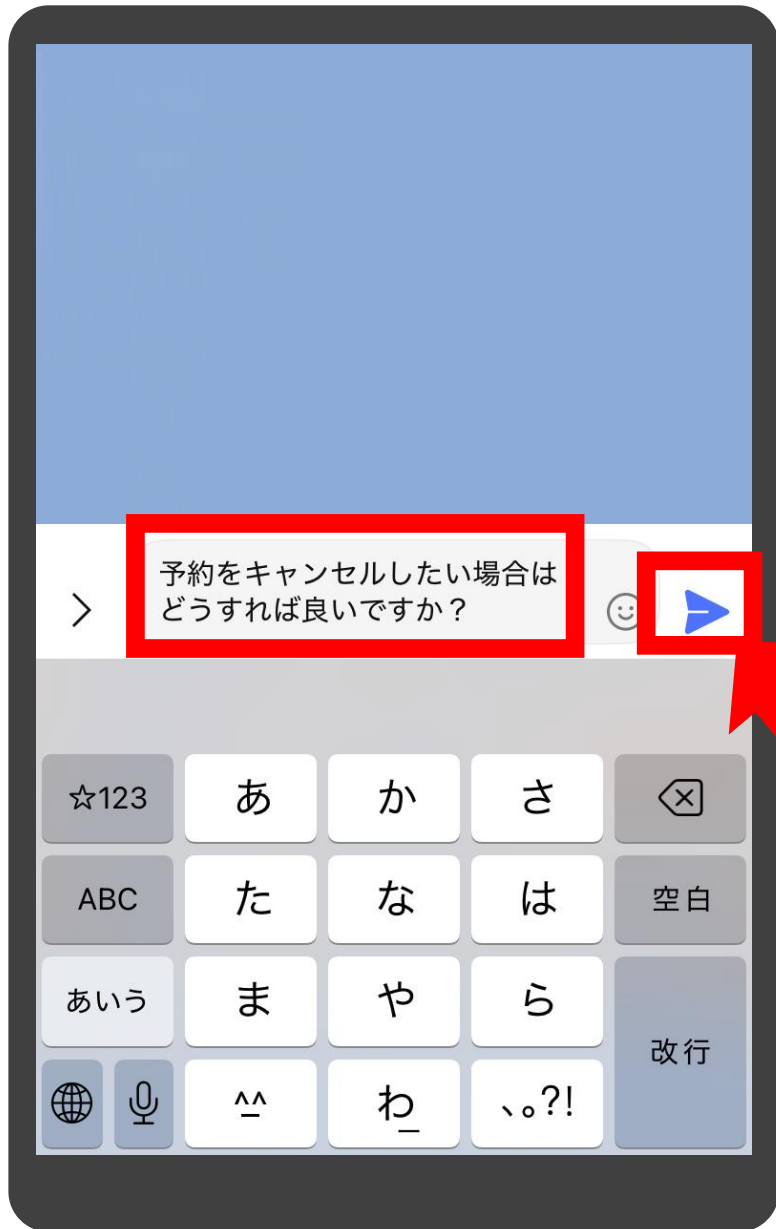 予約をキャンセルしたい場合は
どうすれば良いですか？
☆123 あ か さ
ABC た な は 空白
あいう ま や ら 改行
^^ わ 、。?!